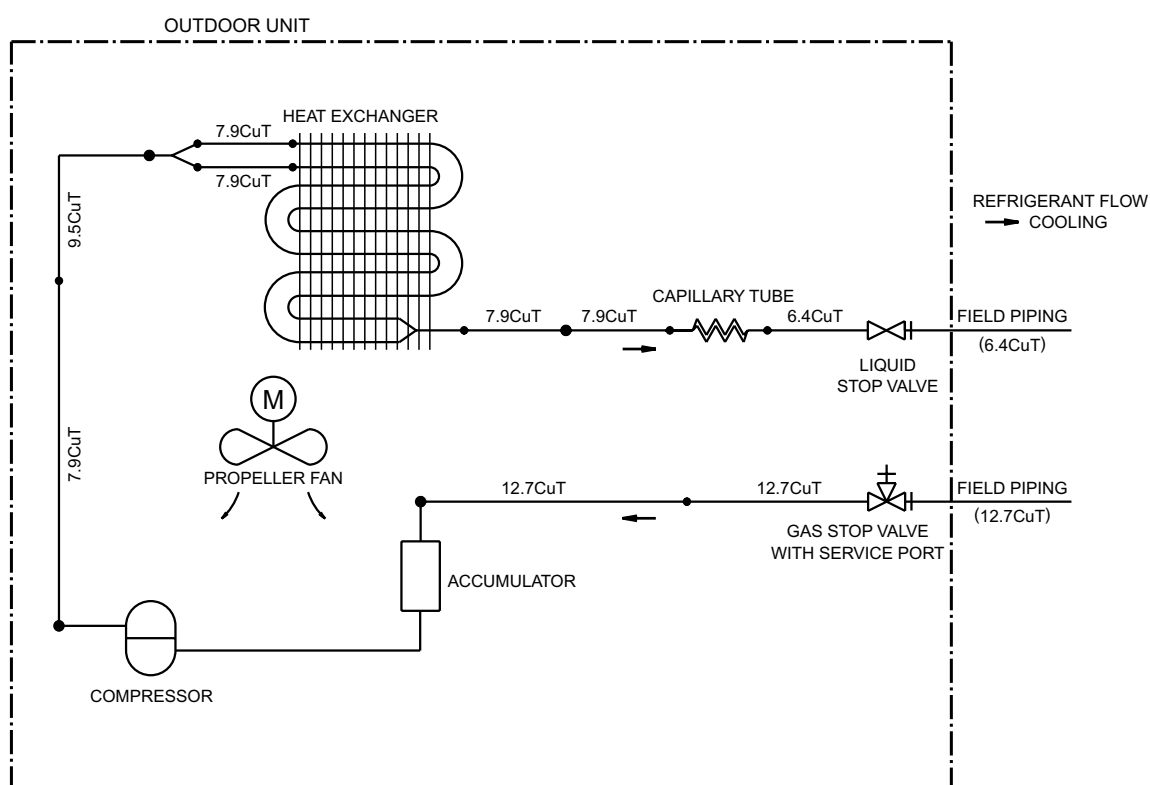 OUTDOOR UNIT
HEAT EXCHANGER
7.9CuT
7.9CuT
9.5CuT
REFRIGERANT FLOW
COOLING
CAPILLARY TUBE
7.9CuT
7.9CuT
6.4CuT
FIELD PIPING
(6.4CuT)
LIQUID
STOP VALVE
M
7.9CuT
PROPELLER FAN
12.7CuT
12.7CuT
FIELD PIPING
(12.7CuT)
GAS STOP VALVE
WITH SERVICE PORT
ACCUMULATOR
COMPRESSOR